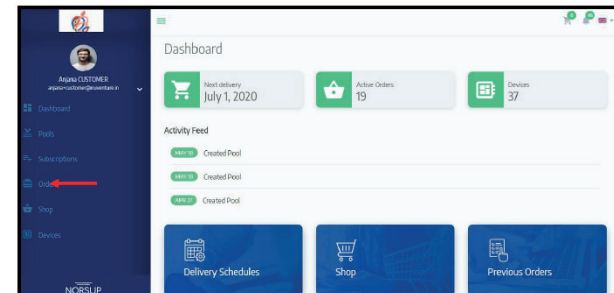 Dashboard
Anjana CUSTOMER
Dashboard
Pools
Subscriptions
Shop
Devices
NORSUP
Next delivery
July 1, 2020
Active Orders
19
Devices
37
Activity Feed
Created Pool
Created Pool
Created Pool
Delivery Schedules
Shop
Previous Orders